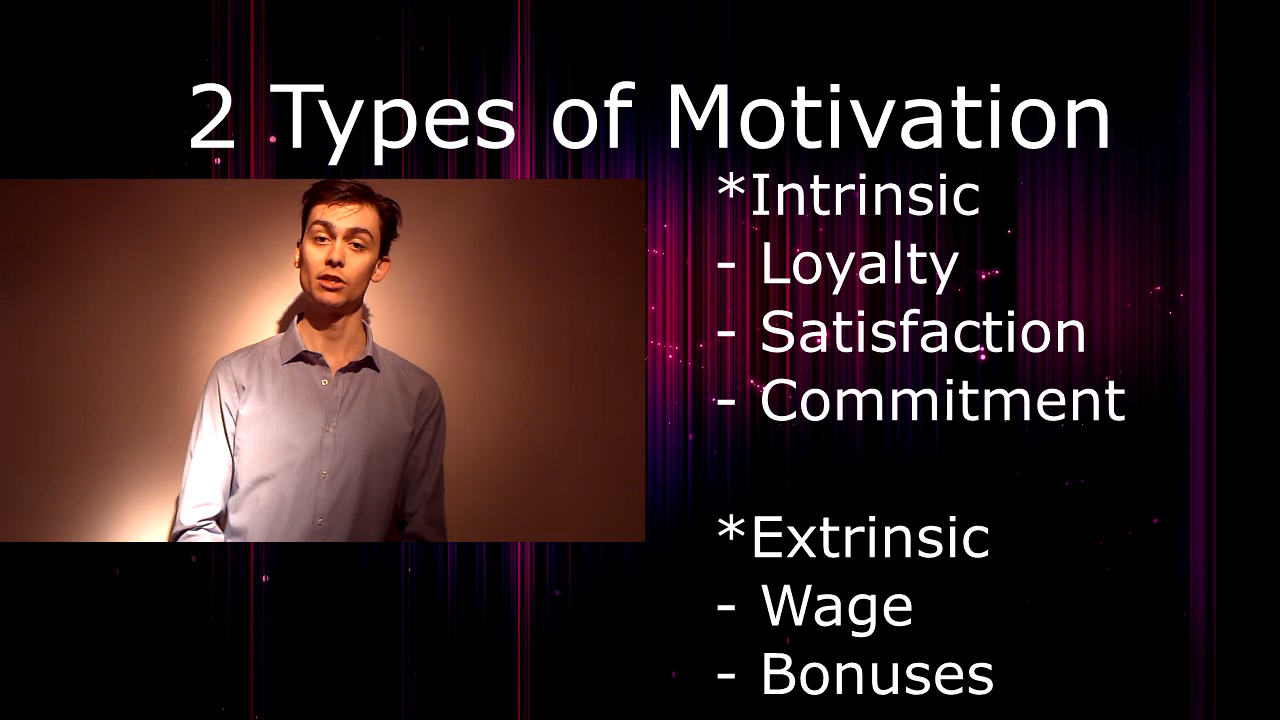 2 Types of Motivation
*Intrinsic
- Loyalty
- Satisfaction
- Commitment
*Extrinsic
- Wage
- Bonuses